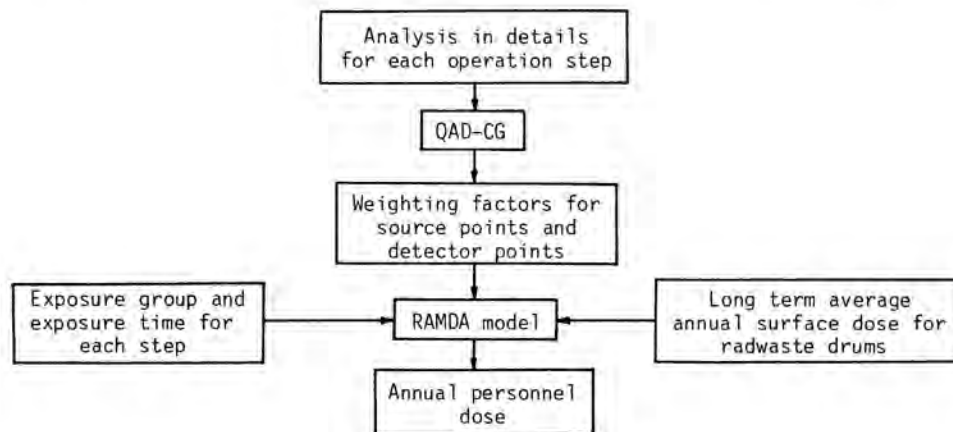 Analysis in details
for each operation step
QAD-CG
Weighting factors for
source points and
detector points
Exposure group and
exposure time for
each step
RAMDA model
Long term average
annual surface dose for
radwaste drums
Annual personnel
dose